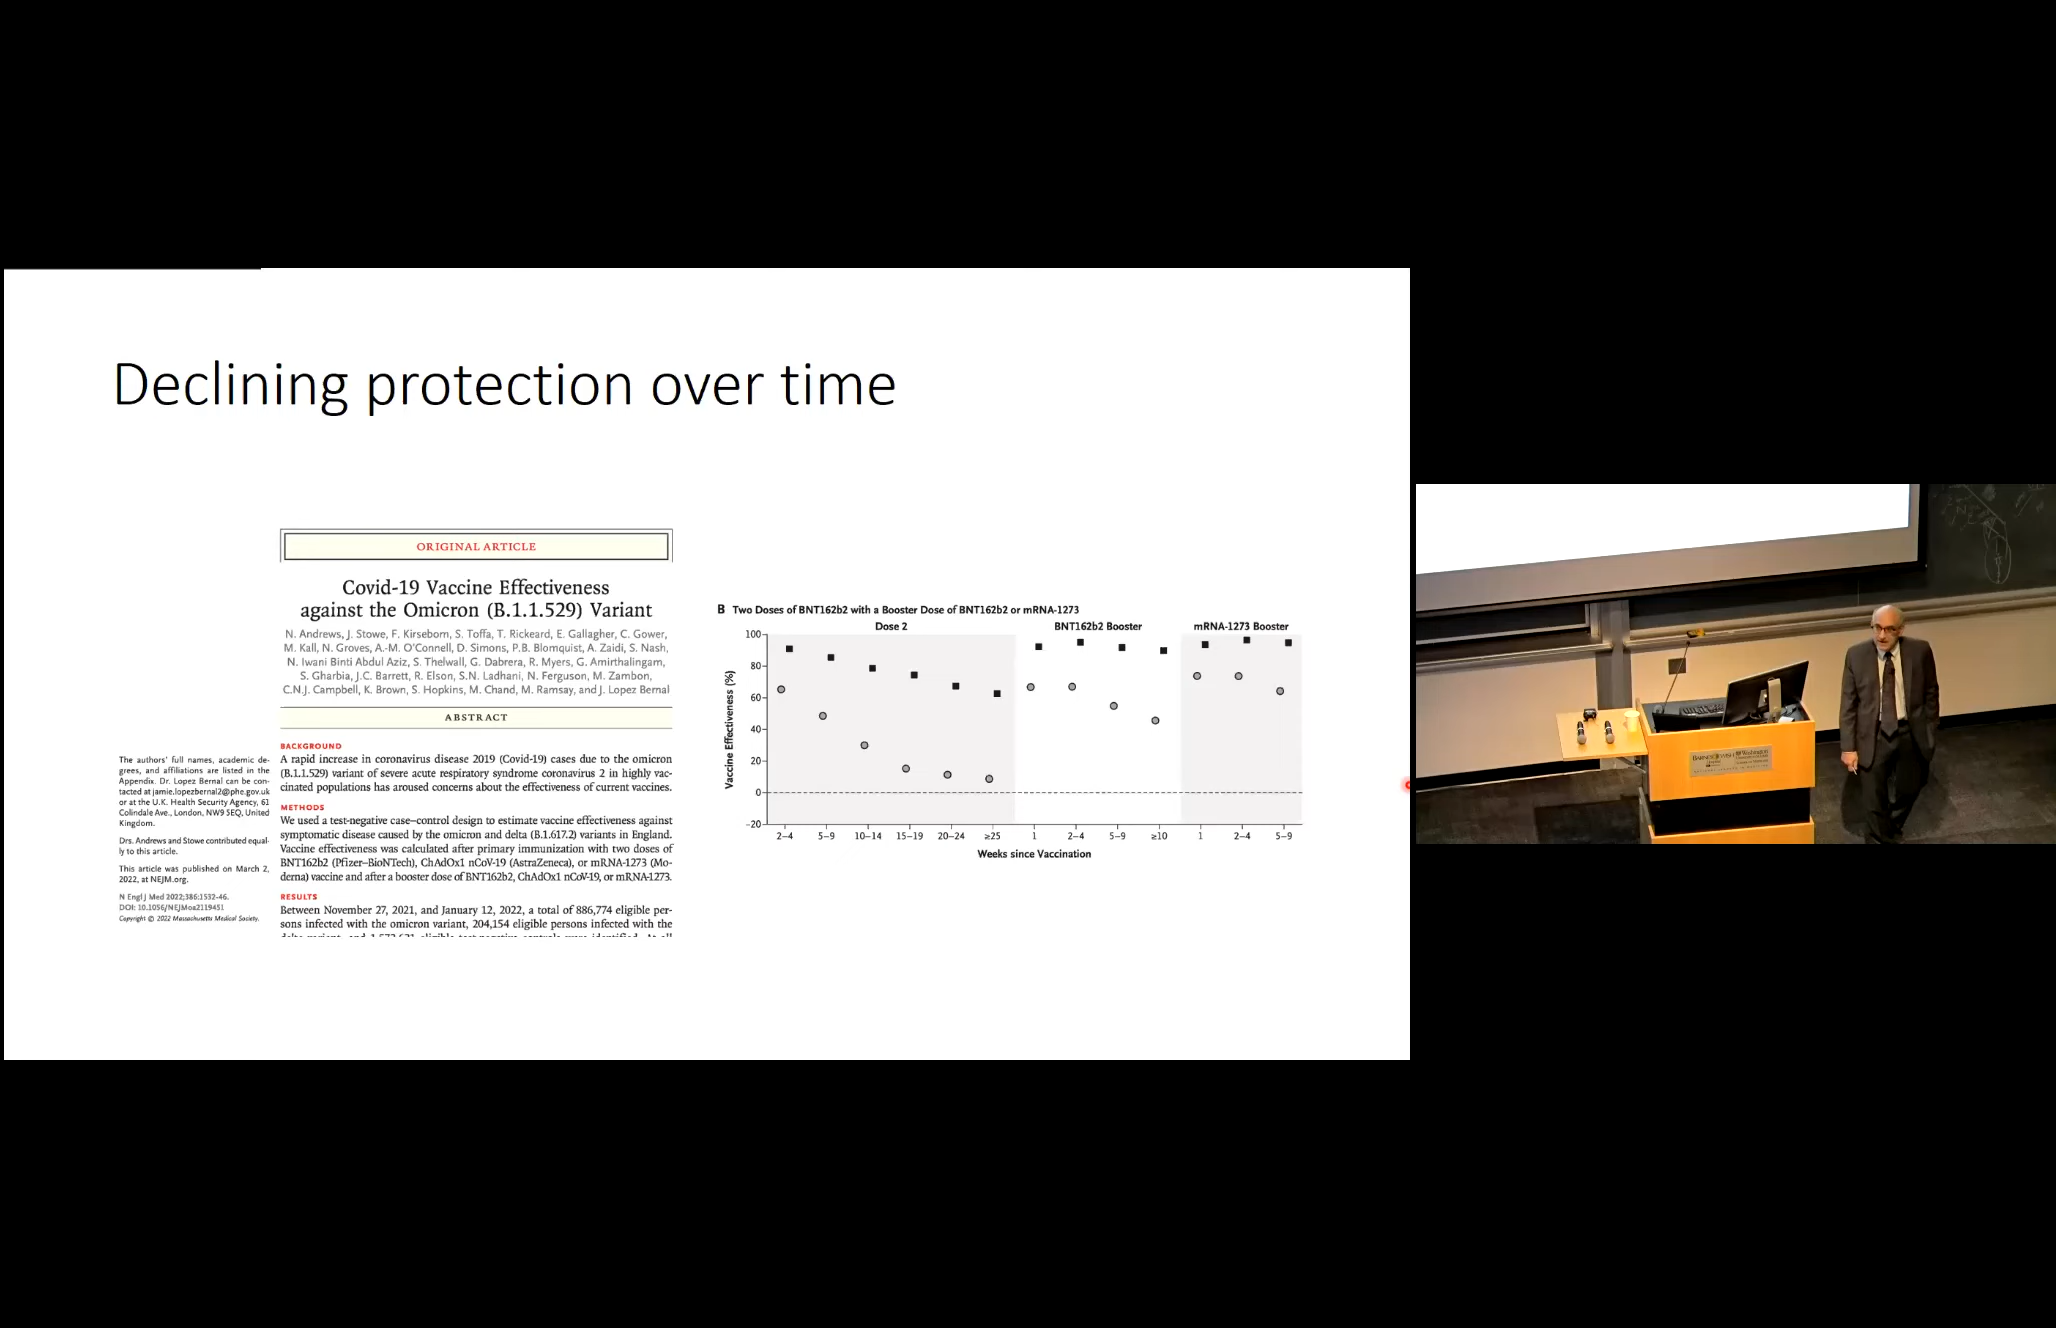 Declining protection over time
ORIGINAL ARTICLE
Covid-19 Vaccine Effectiveness
against the Omicron (B.1.1.529) Variant
N. Andrews, J. Stowe, F. Kirsebom, S. Toffa, T. Rickeard, E. Gallagher, C. Gower,
M. Kall, N. Groves, A.-M. O'Connell, D. Simons, P.B. Blomquist, A. Zaidi, S. Nash,
N. Iwani Binti Abdul Aziz, S. Thelwall, G. Dabrera, R. Myers, G. Amirthalingam,
S. Gharbia, J.C. Barrett, R. Elson, S.N. Ladhani, N. Ferguson, M. Zambon,
C.N.J. Campbell, K. Brown, S. Hopkins, M. Chand, M. Ramsay, and J. Lopez Bernal
ABSTRACT
The authors' full names, academic de-
grees, and affiliations are listed in the
Appendix. Dr. Lopez Bernal can be con-
tacted at jamie.lopezbernal2@phe.gov.uk
or at the U.K. Health Security Agency, 61
Colindale Ave., London, NW9 5EQ, United
Kingdom.
Drs. Andrews and Stowe contributed equal-
ly to this article.
This article was published on March 2,
2022, at NEJM.org.
N Engl J Med 2022;386:1532-46.
DOI: 10.1056/NEJMoa2119451
Copyright © 2022 Massachusetts Medical Society.
BACKGROUND
A rapid increase in coronavirus disease 2019 (Covid-19) cases due to the omicron
(B.1.1.529) variant of severe acute respiratory syndrome coronavirus 2 in highly vac-
cinated populations has aroused concerns about the effectiveness of current vaccines.
METHODS
We used a test-negative case–control design to estimate vaccine effectiveness against
symptomatic disease caused by the omicron and delta (B.1.617.2) variants in England.
Vaccine effectiveness was calculated after primary immunization with two doses of
BNT162b2 (Pfizer–BioNTech), ChAdOx1 nCoV-19 (AstraZeneca), or mRNA-1273 (Mo-
derna) vaccine and after a booster dose of BNT162b2, ChAdOx1 nCoV-19, or mRNA-1273.
RESULTS
Between November 27, 2021, and January 12, 2022, a total of 886,774 eligible per-
sons infected with the omicron variant, 204,154 eligible persons infected with the
B Two Doses of BNT162b2 with a Booster Dose of BNT162b2 or mRNA-1273
Dose 2 BNT162b2 Booster mRNA-1273 Booster
Vaccine Effectiveness (%)
100
80
60
40
20
0
−20
2–4 5–9 10–14 15–19 20–24 ≥25 1 2–4 5–9 ≥10 1 2–4 5–9
Weeks since Vaccination
BARNES JEWISH Washington